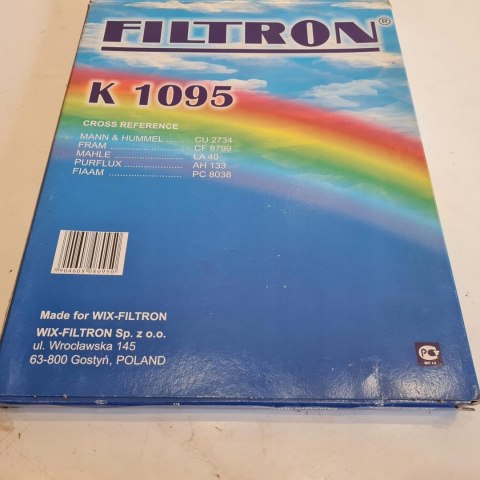 FILTRON®
K 1095
CROSS REFERENCE
MANN & HUMMEL ...... CU 2734
FRAM ........................ CF 8799
MAHLE ...................... LA 40
PURFLUX .................. AH 133
FIAAM ....................... PC 8038
Made for WIX-FILTRON
WIX-FILTRON Sp. z o.o.
ul. Wrocławska 145
63-800 Gostyń, POLAND